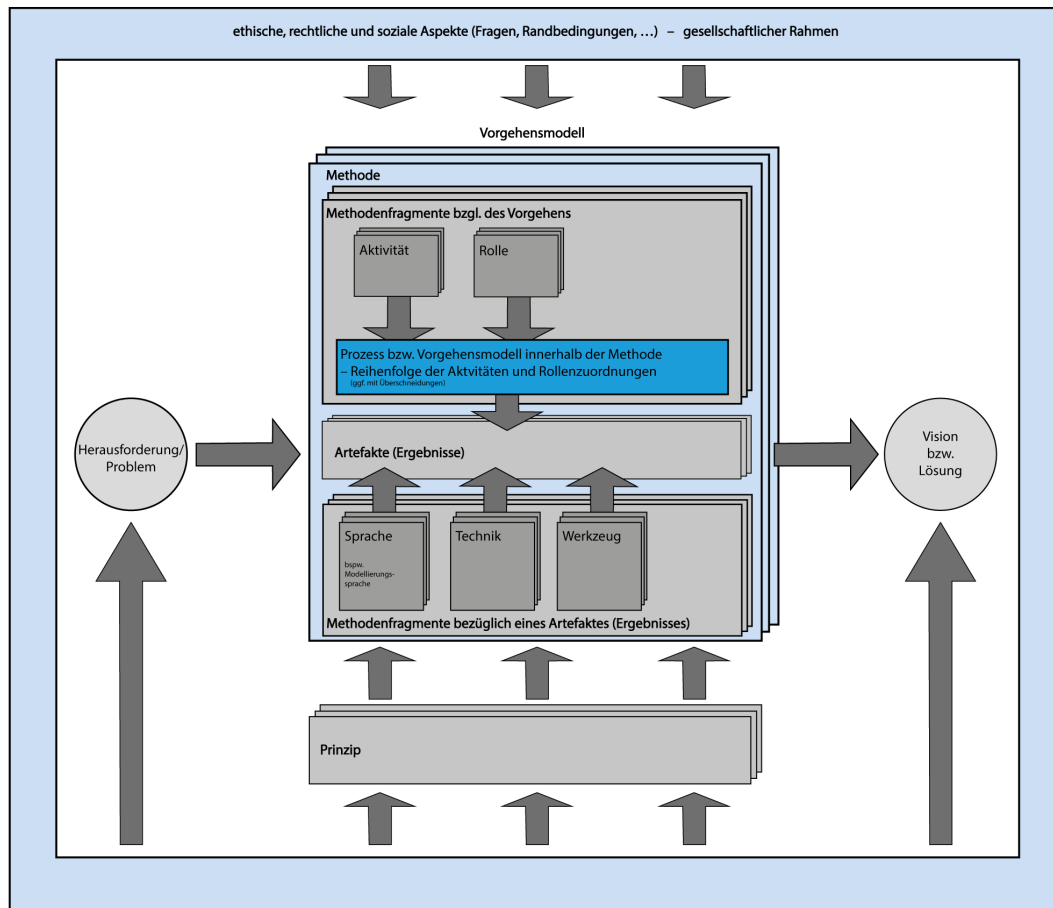 ethische, rechtliche und soziale Aspekte (Fragen, Randbedingungen, …) – gesellschaftlicher Rahmen
Vorgehensmodell
Methode
Methodenfragmente bzgl. des Vorgehens
Aktivität
Rolle
Prozess bzw. Vorgehensmodell innerhalb der Methode
– Reihenfolge der Aktvitäten und Rollenzuordnungen
(ggf. mit Überschneidungen)
Herausforderung/
Problem
Artefakte (Ergebnisse)
Vision
bzw.
Lösung
Sprache
bspw.
Modellierungs-
sprache
Technik
Werkzeug
Methodenfragmente bezüglich eines Artefaktes (Ergebnisses)
Prinzip